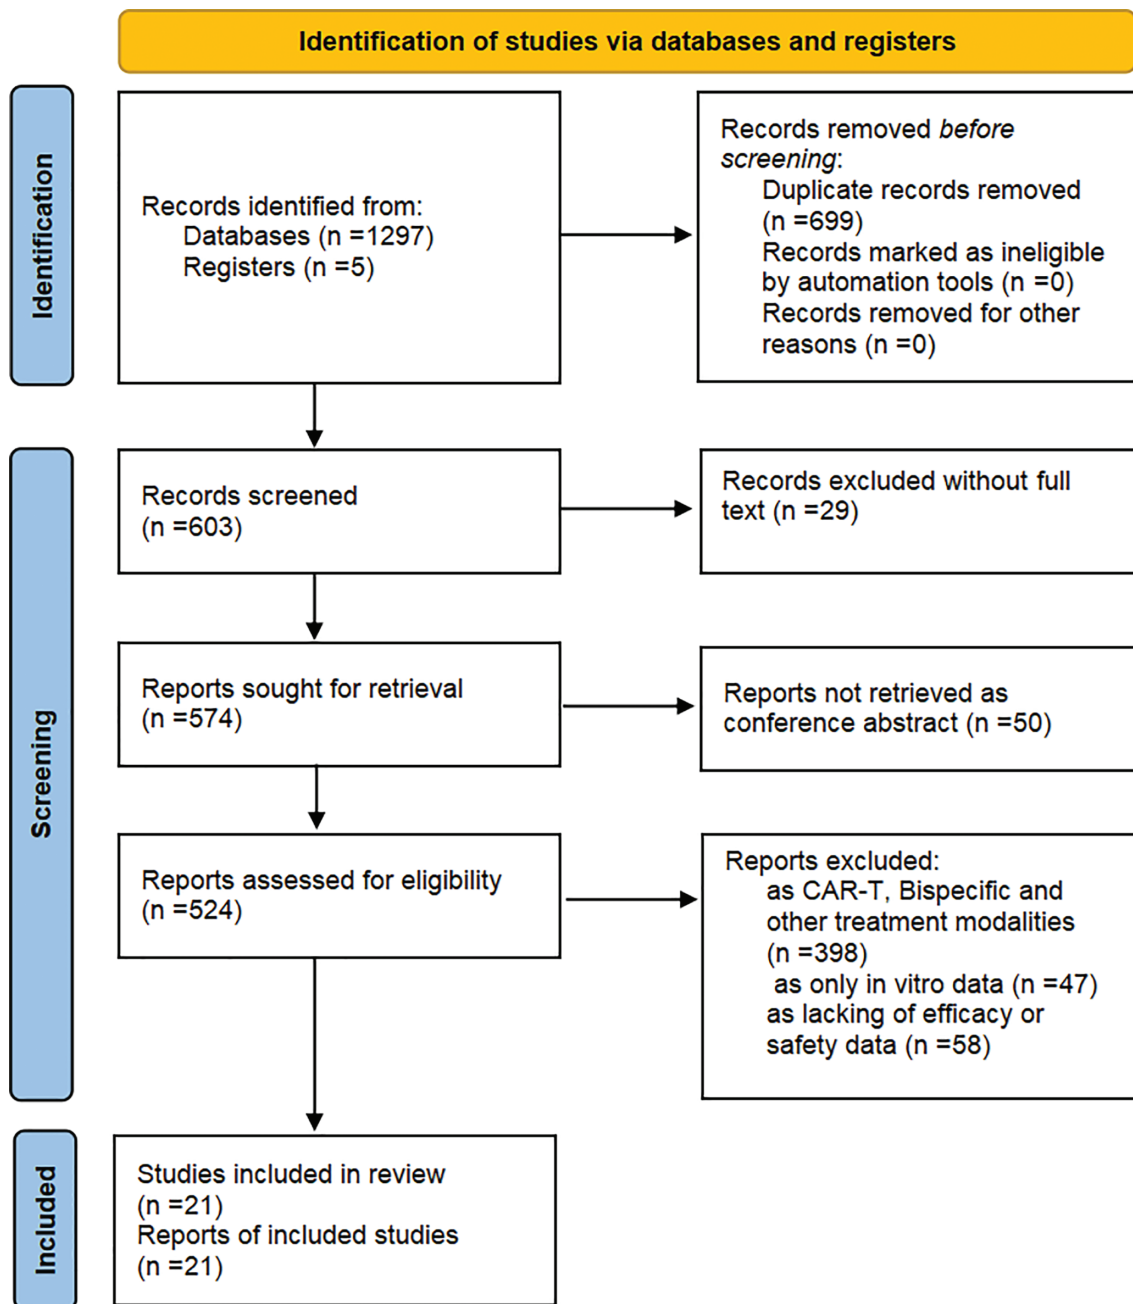 Identification of studies via databases and registers
Identification
Records identified from:
Databases (n =1297)
Registers (n =5)
Records removed before
screening:
Duplicate records removed
(n =699)
Records marked as ineligible
by automation tools (n =0)
Records removed for other
reasons (n =0)
Screening
Records screened
(n =603)
Records excluded without full
text (n =29)
Reports sought for retrieval
(n =574)
Reports not retrieved as
conference abstract (n =50)
Reports assessed for eligibility
(n =524)
Reports excluded:
as CAR-T, Bispecific and
other treatment modalities
(n =398)
as only in vitro data (n =47)
as lacking of efficacy or
safety data (n =58)
Included
Studies included in review
(n =21)
Reports of included studies
(n =21)